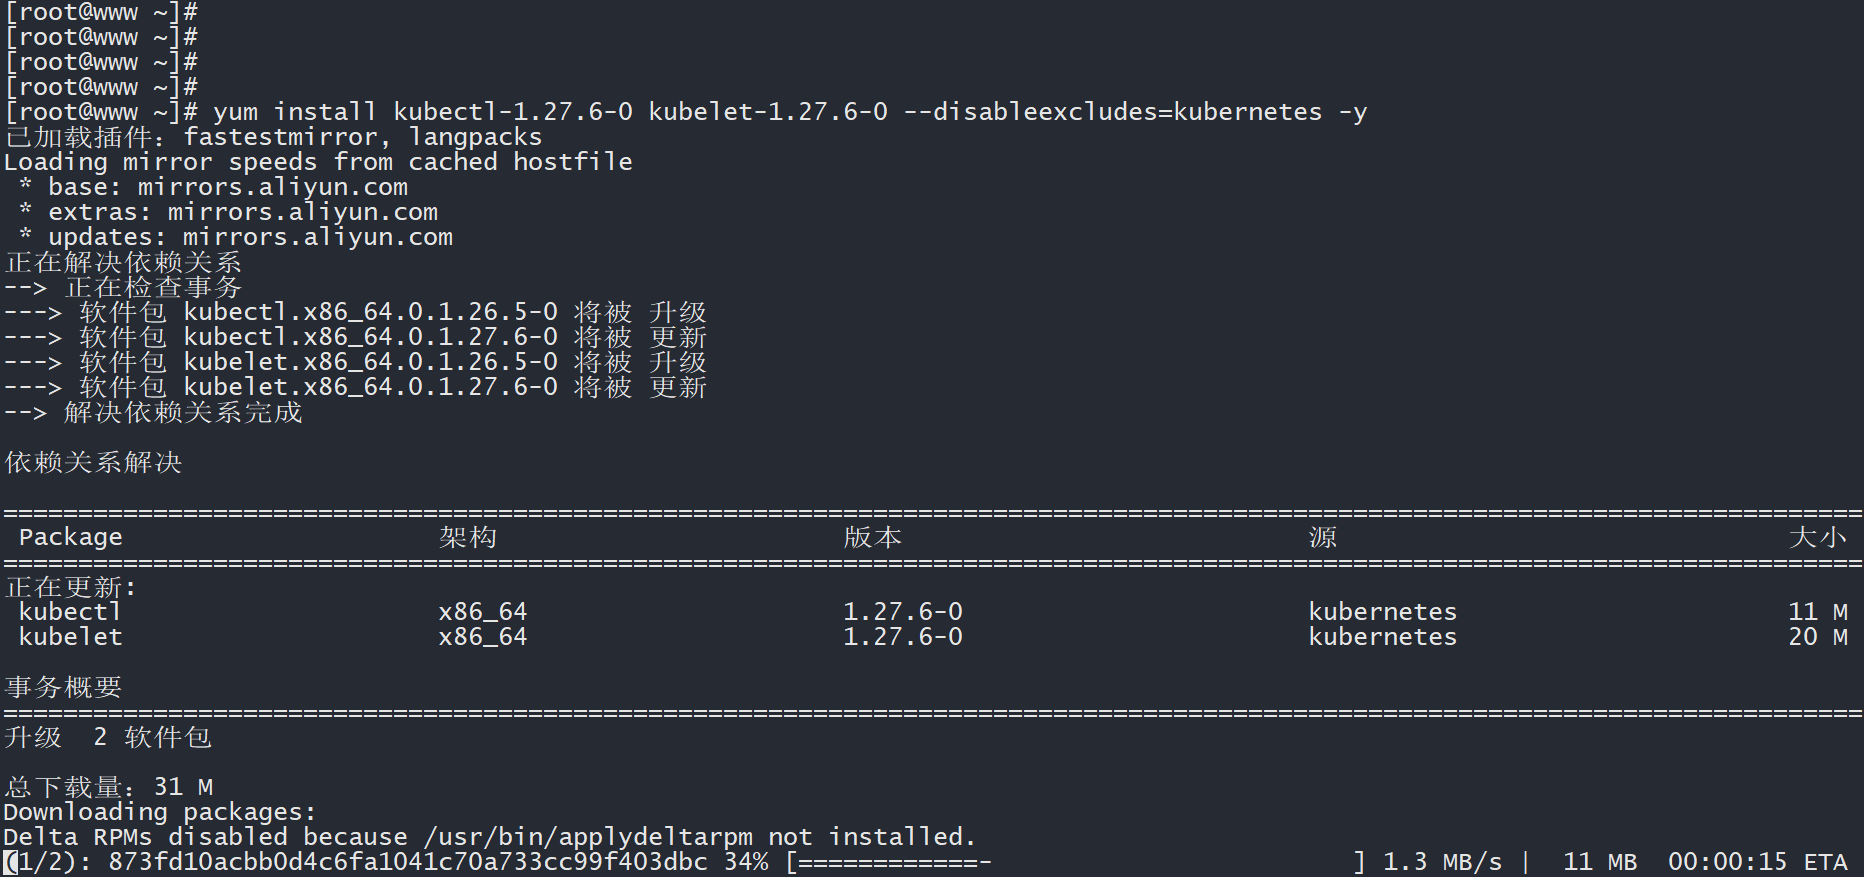 [root@www ~]#
[root@www ~]#
[root@www ~]#
[root@www ~]#
[root@www ~]# yum install kubectl-1.27.6-0 kubelet-1.27.6-0 --disableexcludes=kubernetes -y
已加载插件：fastestmirror, langpacks
Loading mirror speeds from cached hostfile
 * base: mirrors.aliyun.com
 * extras: mirrors.aliyun.com
 * updates: mirrors.aliyun.com
正在解决依赖关系
--> 正在检查事务
---> 软件包 kubectl.x86_64.0.1.26.5-0 将被 升级
---> 软件包 kubectl.x86_64.0.1.27.6-0 将被 更新
---> 软件包 kubelet.x86_64.0.1.26.5-0 将被 升级
---> 软件包 kubelet.x86_64.0.1.27.6-0 将被 更新
--> 解决依赖关系完成
依赖关系解决
============================================================================================================================
Package 架构 版本 源 大小
============================================================================================================================
正在更新:
kubectl x86_64 1.27.6-0 kubernetes 11 M
kubelet x86_64 1.27.6-0 kubernetes 20 M
事务概要
============================================================================================================================
升级  2 软件包
总下载量：31 M
Downloading packages:
Delta RPMs disabled because /usr/bin/applydeltarpm not installed.
(1/2): 873fd10acbb0d4c6fa1041c70a733cc99f403dbc 34% [============-                        ] 1.3 MB/s |  11 MB  00:00:15 ETA